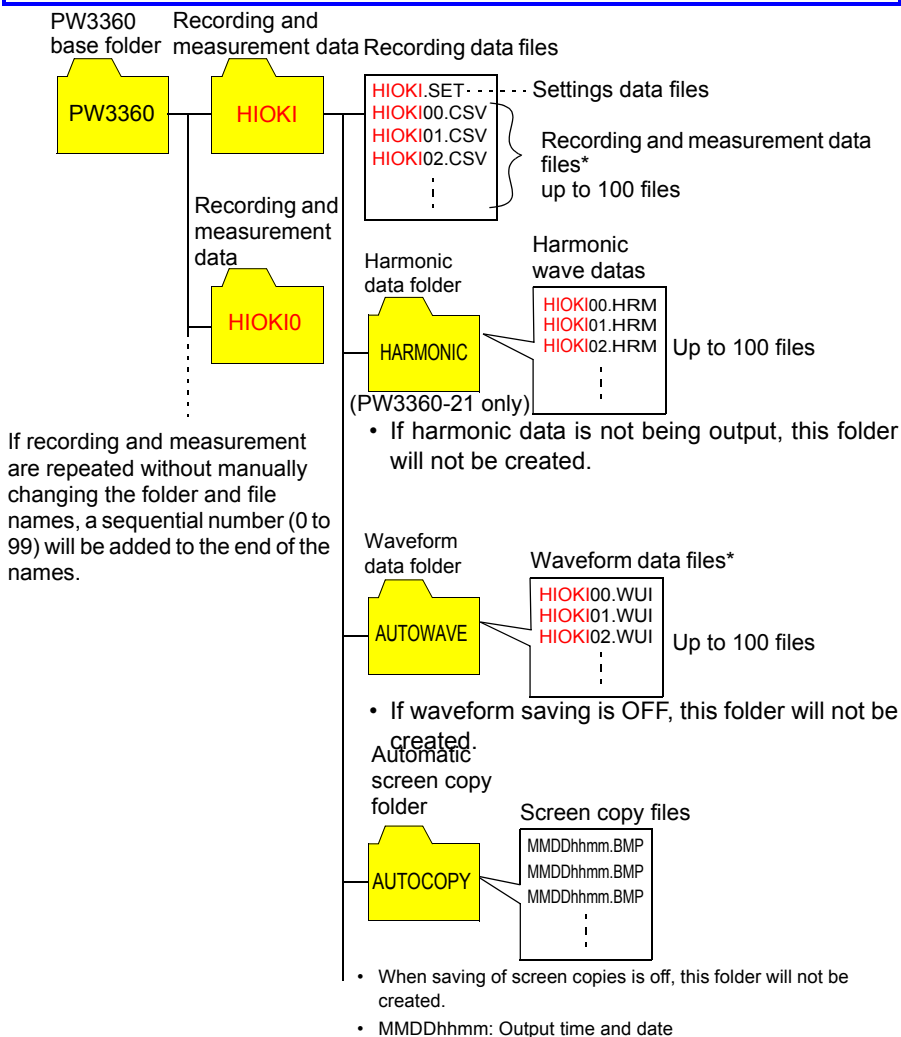 PW3360
base folder
Recording and
measurement data
Recording data files
PW3360
HIOKI
HIOKI.SET
HIOKI00.CSV
HIOKI01.CSV
HIOKI02.CSV
Settings data files
Recording and measurement data
files*
up to 100 files
Recording and
measurement
data
HIOKI0
If recording and measurement
are repeated without manually
changing the folder and file
names, a sequential number (0 to
99) will be added to the end of the
names.
Harmonic
data folder
HARMONIC
(PW3360-21 only)
Harmonic
wave datas
HIOKI00.HRM
HIOKI01.HRM
HIOKI02.HRM
Up to 100 files
• If harmonic data is not being output, this folder
will not be created.
Waveform
data folder
AUTOWAVE
Waveform data files*
HIOKI00.WUI
HIOKI01.WUI
HIOKI02.WUI
Up to 100 files
• If waveform saving is OFF, this folder will not be
created.
Automatic
screen copy
folder
AUTOCOPY
Screen copy files
MMDDhhmm.BMP
MMDDhhmm.BMP
MMDDhhmm.BMP
• When saving of screen copies is off, this folder will not be
created.
• MMDDhhmm: Output time and date